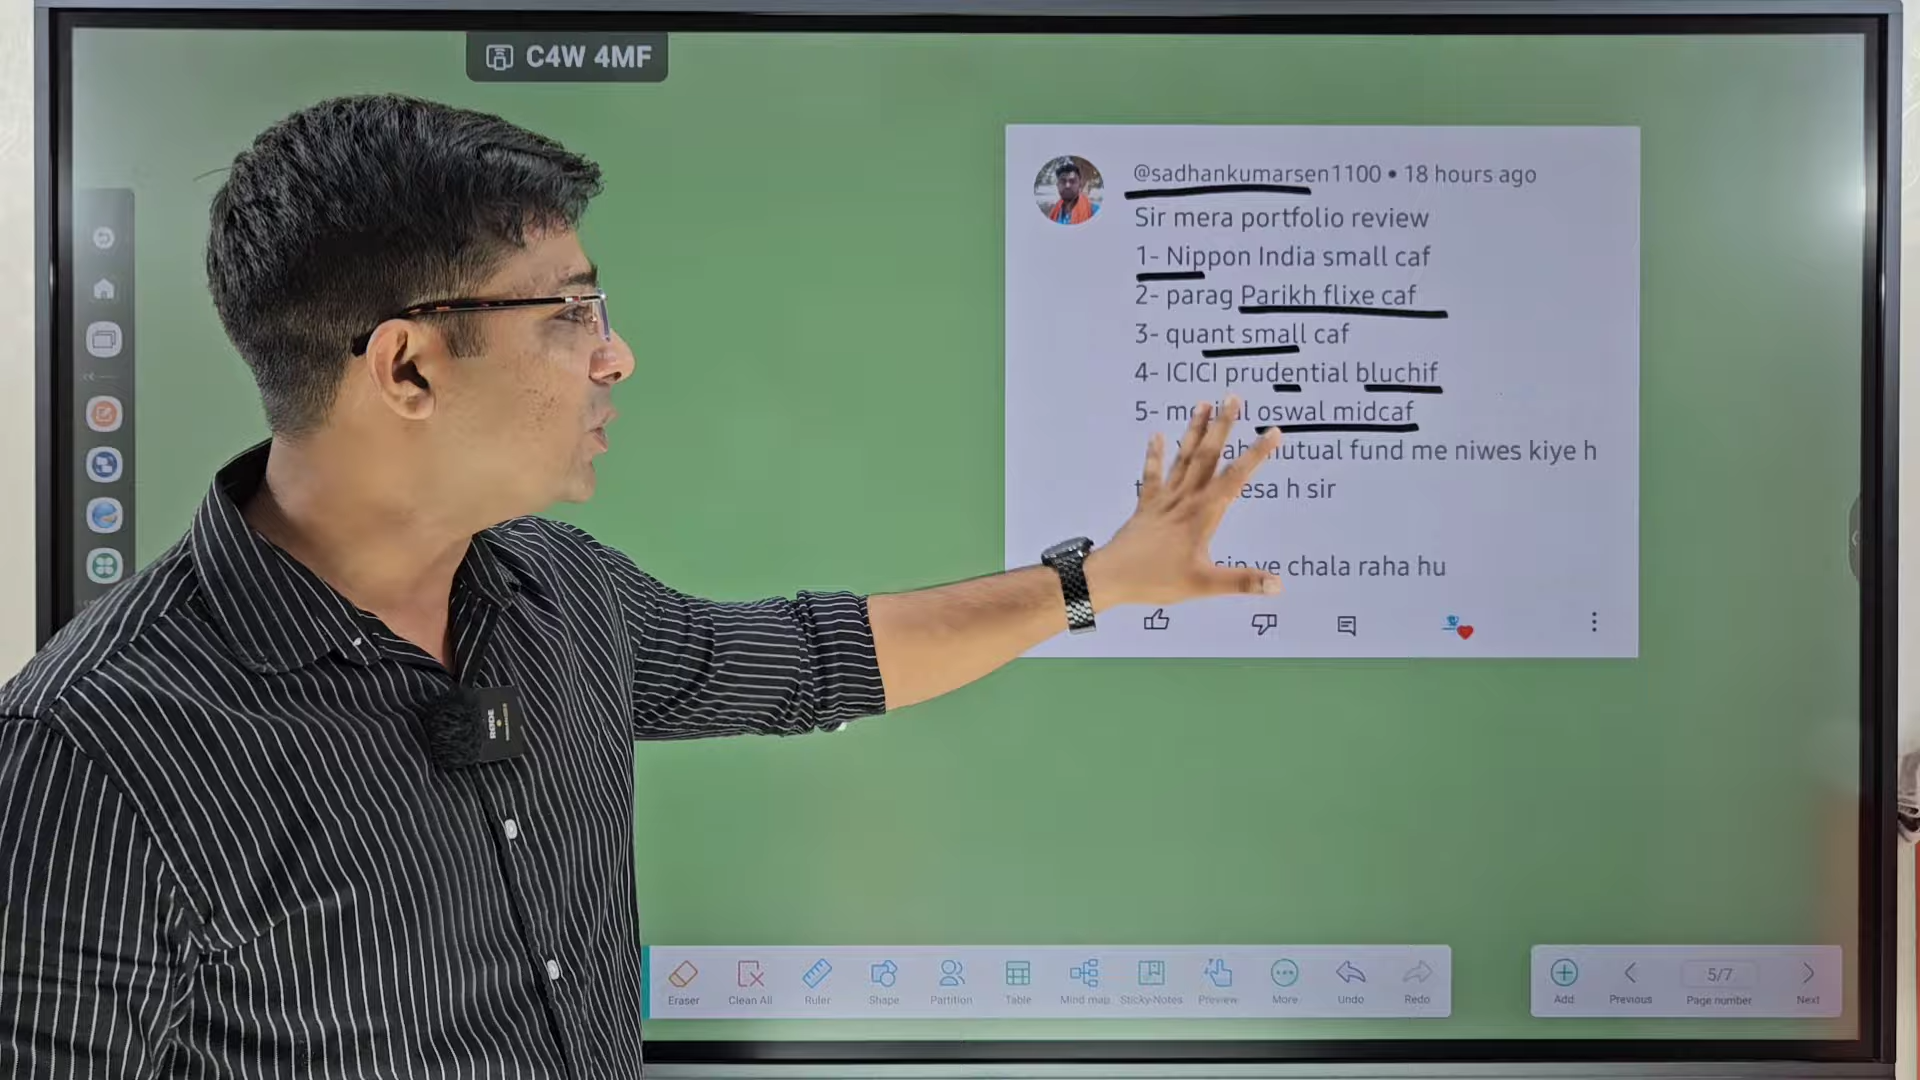 C4W 4MF
@sadhankumarsen1100 • 18 hours ago
Sir mera portfolio review
1- Nippon India small caf
2- parag Parikh flixe caf
3- quant small caf
4- ICICI prudential bluchif
5- oswal midcaf
mutual fund me niwes kiye h
h sir
sip ye chala raha hu
RØDE
Eraser
Clean All
Ruler
Shape
Partition
Table
Mind map
Sticky-Notes
Preview
More
Undo
Redo
Add
Previous
5/7
Page number
Next